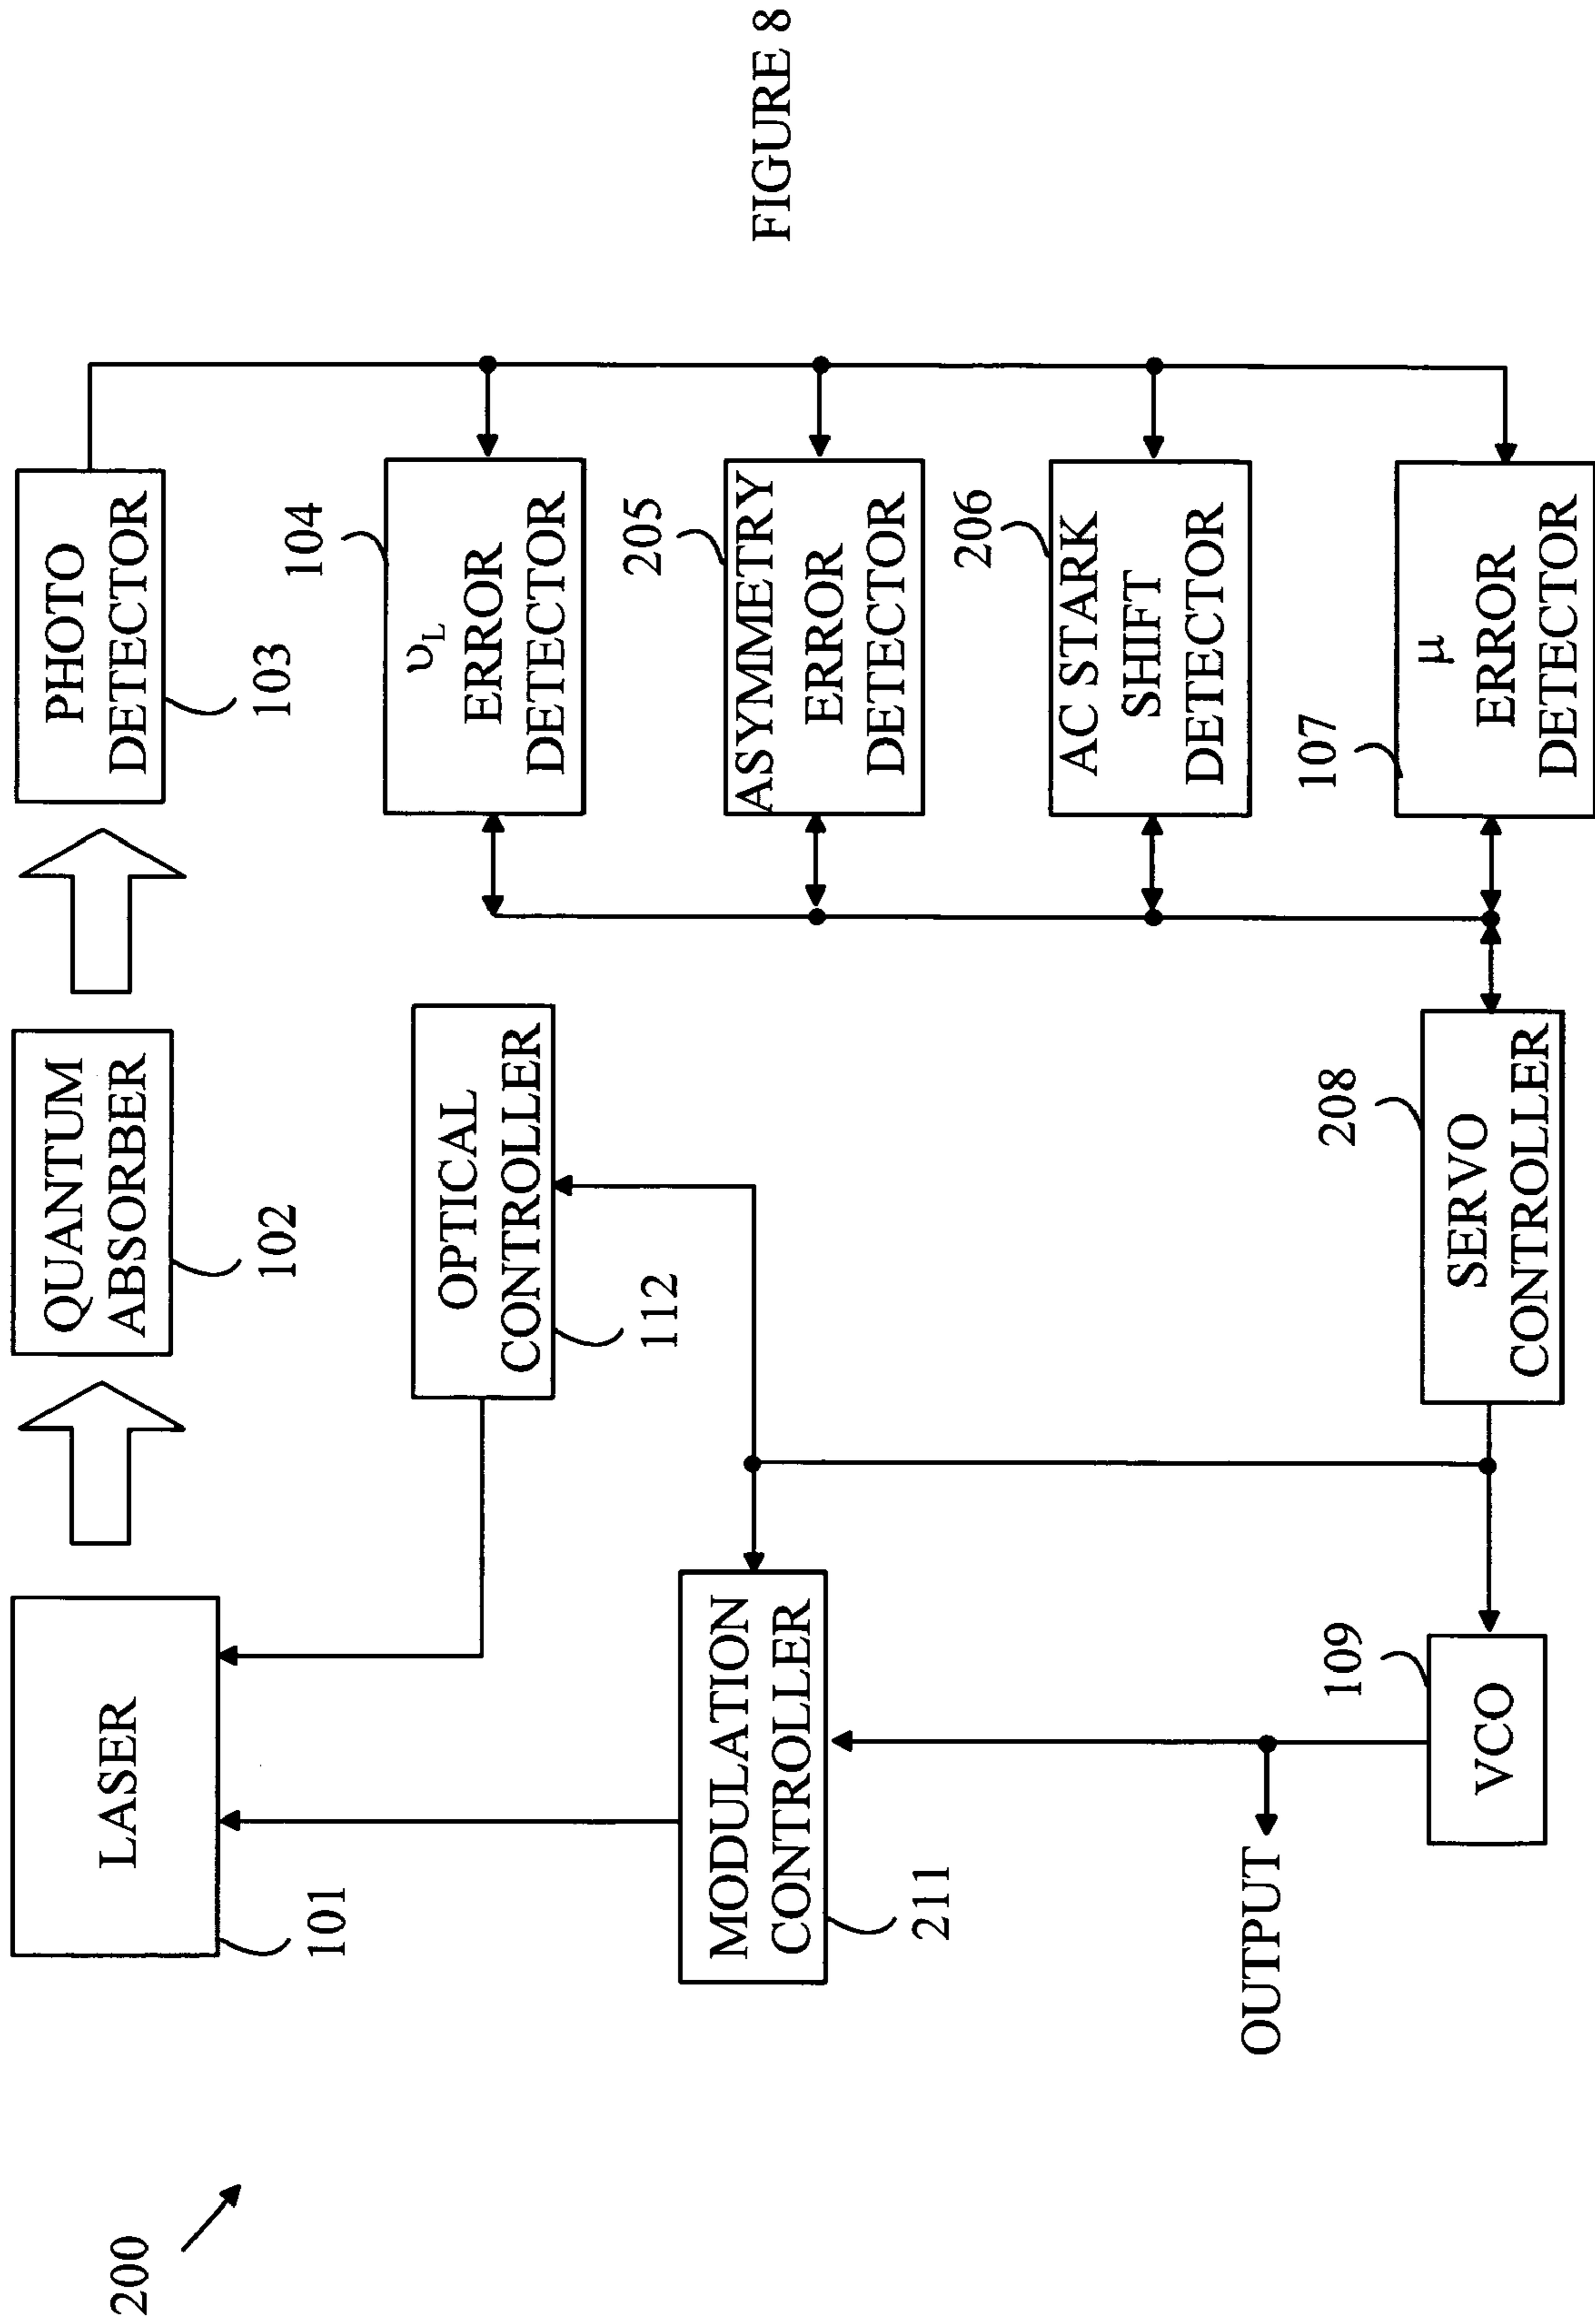 200
LASER
101
QUANTUM
ABSORBER
102
PHOTO
DETECTOR
103
OPTICAL
CONTROLLER
112
υL
ERROR
DETECTOR
104
MODULATION
CONTROLLER
211
ASYMMETRY
ERROR
DETECTOR
205
AC STARK
SHIFT
DETECTOR
206
OUTPUT
VCO
109
SERVO
CONTROLLER
208
μ
ERROR
DETECTOR
107
FIGURE 8